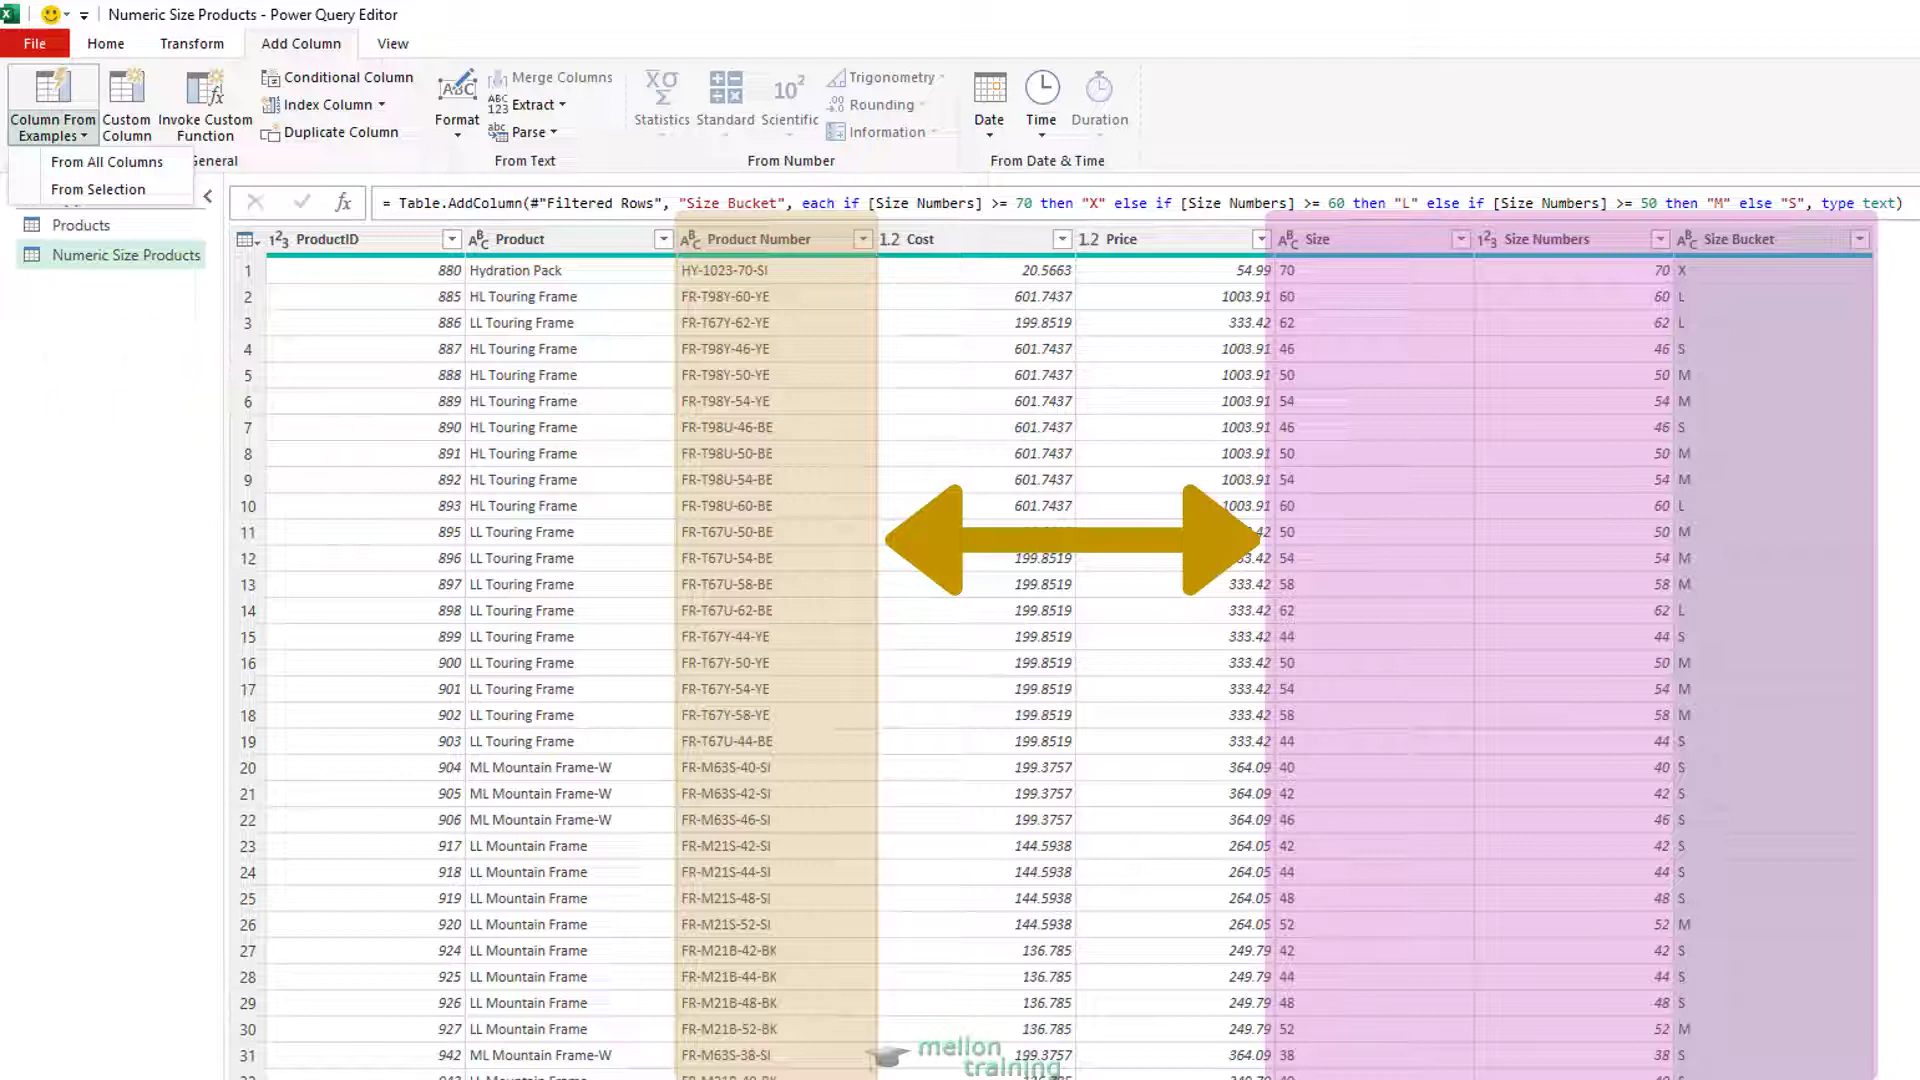 Numeric Size Products - Power Query Editor
File Home Transform Add Column View
Column From Examples
Custom Column
Invoke Custom Function
Conditional Column
Index Column
Duplicate Column
General
Format
Merge Columns
Extract
Parse
From Text
Statistics
Standard
Scientific
Trigonometry
Rounding
Information
From Number
Date
Time
Duration
From Date & Time
From All Columns
From Selection
Products
Numeric Size Products
= Table.AddColumn(#"Filtered Rows", "Size Bucket", each if [Size Numbers] >= 70 then "X" else if [Size Numbers] >= 60 then "L" else if [Size Numbers] >= 50 then "M" else "S", type text)
ProductID Product Product Number Cost Price Size Size Numbers Size Bucket
1 880 Hydration Pack HY-1023-70-SI 20.5663 54.99 70 70 X
2 885 HL Touring Frame FR-T98Y-60-YE 601.7437 1003.91 60 60 L
3 886 LL Touring Frame FR-T67Y-62-YE 199.8519 333.42 62 62 L
4 887 HL Touring Frame FR-T98Y-46-YE 601.7437 1003.91 46 46 S
5 888 HL Touring Frame FR-T98Y-50-YE 601.7437 1003.91 50 50 M
6 889 HL Touring Frame FR-T98Y-54-YE 601.7437 1003.91 54 54 M
7 890 HL Touring Frame FR-T98U-46-BE 601.7437 1003.91 46 46 S
8 891 HL Touring Frame FR-T98U-50-BE 601.7437 1003.91 50 50 M
9 892 HL Touring Frame FR-T98U-54-BE 601.7437 1003.91 54 54 M
10 893 HL Touring Frame FR-T98U-60-BE 601.7437 1003.91 60 60 L
11 895 LL Touring Frame FR-T67U-50-BE 50 50 M
12 896 LL Touring Frame FR-T67U-54-BE 199.8519 54 54 M
13 897 LL Touring Frame FR-T67U-58-BE 199.8519 333.42 58 58 M
14 898 LL Touring Frame FR-T67U-62-BE 199.8519 333.42 62 62 L
15 899 LL Touring Frame FR-T67Y-44-YE 199.8519 333.42 44 44 S
16 900 LL Touring Frame FR-T67Y-50-YE 199.8519 333.42 50 50 M
17 901 LL Touring Frame FR-T67Y-54-YE 199.8519 333.42 54 54 M
18 902 LL Touring Frame FR-T67Y-58-YE 199.8519 333.42 58 58 M
19 903 LL Touring Frame FR-T67U-44-BE 199.8519 333.42 44 44 S
20 904 ML Mountain Frame-W FR-M63S-40-SI 199.3757 364.09 40 40 S
21 905 ML Mountain Frame-W FR-M63S-42-SI 199.3757 364.09 42 42 S
22 906 ML Mountain Frame-W FR-M63S-46-SI 199.3757 364.09 46 46 S
23 917 LL Mountain Frame FR-M21S-42-SI 144.5938 264.05 42 42 S
24 918 LL Mountain Frame FR-M21S-44-SI 144.5938 264.05 44 44 S
25 919 LL Mountain Frame FR-M21S-48-SI 144.5938 264.05 48 48 S
26 920 LL Mountain Frame FR-M21S-52-SI 144.5938 264.05 52 52 M
27 924 LL Mountain Frame FR-M21B-42-BK 136.785 249.79 42 42 S
28 925 LL Mountain Frame FR-M21B-44-BK 136.785 249.79 44 44 S
29 926 LL Mountain Frame FR-M21B-48-BK 136.785 249.79 48 48 S
30 927 LL Mountain Frame FR-M21B-52-BK 136.785 249.79 52 52 M
31 942 ML Mountain Frame-W FR-M63S-38-SI 199.3757 364.09 38 38 S
mellon
training